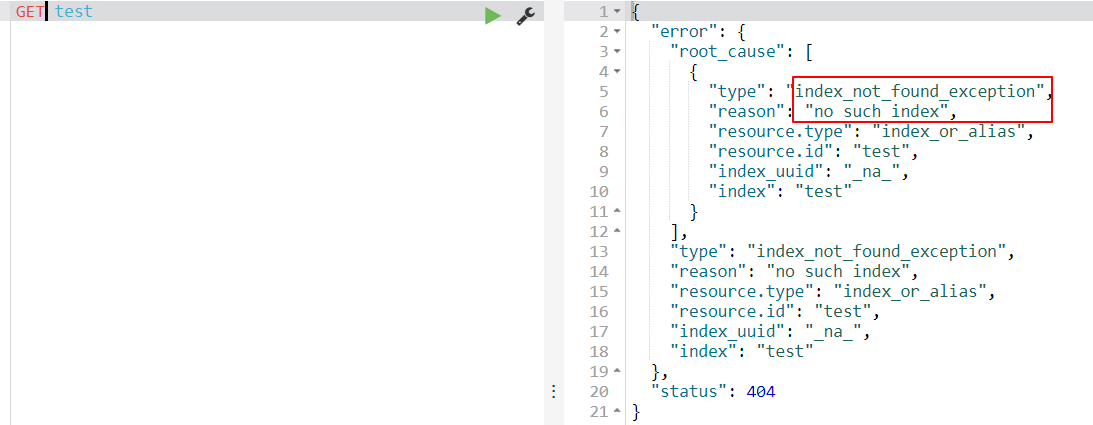 GET test
1 {
2 "error": {
3 "root_cause": [
4 {
5 "type": "index_not_found_exception",
6 "reason": "no such index",
7 "resource.type": "index_or_alias",
8 "resource.id": "test",
9 "index_uuid": "_na_",
10 "index": "test"
11 }
12 ],
13 "type": "index_not_found_exception",
14 "reason": "no such index",
15 "resource.type": "index_or_alias",
16 "resource.id": "test",
17 "index_uuid": "_na_",
18 "index": "test"
19 },
20 "status": 404
21 }